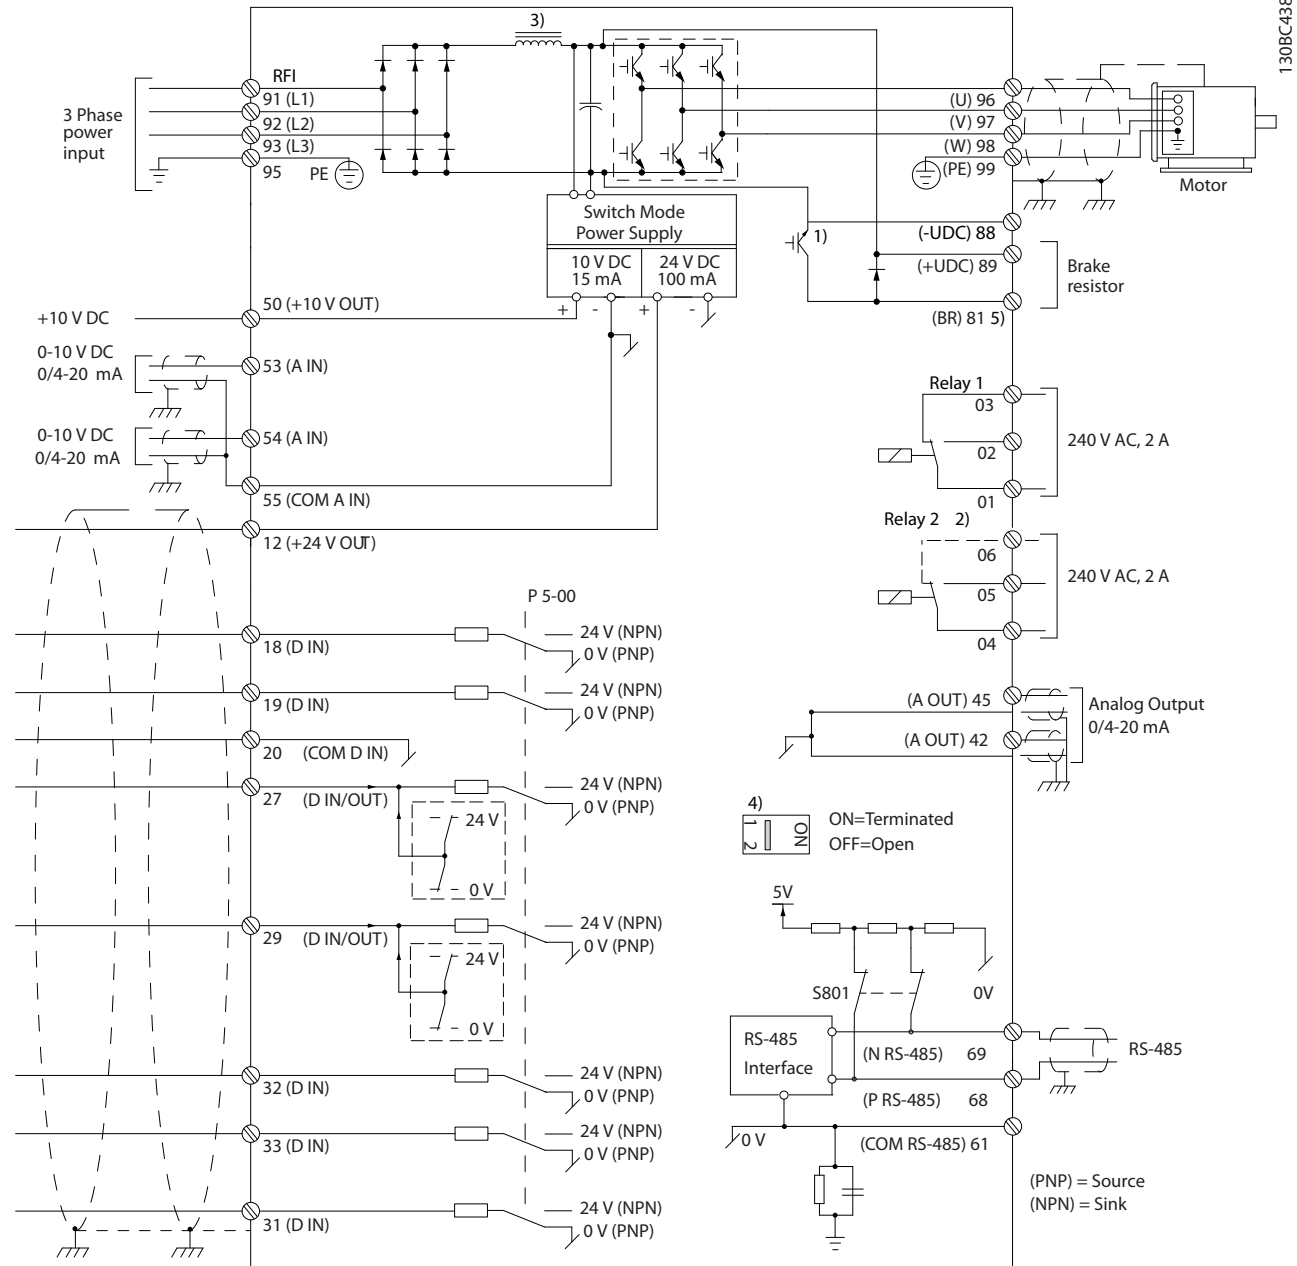 130BC438
3)
RFI
91 (L1)
92 (L2)
93 (L3)
95
PE
3 Phase
power
input
(U) 96
(V) 97
(W) 98
(PE) 99
Motor
Switch Mode
Power Supply
10 V DC
15 mA
24 V DC
100 mA
+ - + -
1)
(-UDC) 88
(+UDC) 89
(BR) 81 5)
Brake
resistor
+10 V DC
50 (+10 V OUT)
0-10 V DC
0/4-20 mA
53 (A IN)
0-10 V DC
0/4-20 mA
54 (A IN)
55 (COM A IN)
12 (+24 V OUT)
Relay 1
03
02
01
240 V AC, 2 A
Relay 2 2)
06
05
04
240 V AC, 2 A
P 5-00
18 (D IN)
24 V (NPN)
0 V (PNP)
19 (D IN)
24 V (NPN)
0 V (PNP)
20 (COM D IN)
27 (D IN/OUT)
24 V (NPN)
0 V (PNP)
24 V
0 V
29 (D IN/OUT)
24 V (NPN)
0 V (PNP)
24 V
0 V
32 (D IN)
24 V (NPN)
0 V (PNP)
33 (D IN)
24 V (NPN)
0 V (PNP)
31 (D IN)
24 V (NPN)
0 V (PNP)
(A OUT) 45
(A OUT) 42
Analog Output
0/4-20 mA
4)
1 2
ON
ON=Terminated
OFF=Open
5V
S801
0V
RS-485
Interface
(N RS-485) 69
(P RS-485) 68
RS-485
0 V
(COM RS-485) 61
(PNP) = Source
(NPN) = Sink